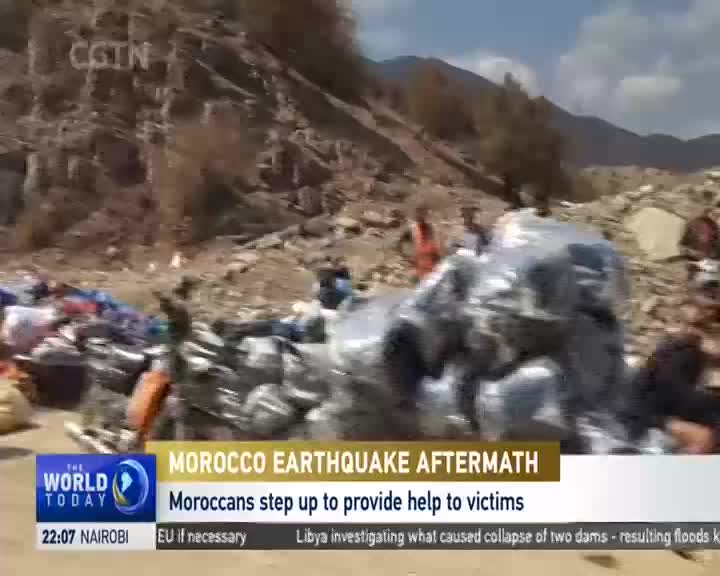 CGTN
MOROCCO EARTHQUAKE AFTERMATH
THE
WORLD
TODAY
Moroccans step up to provide help to victims
22:07 NAIROBI
EU if necessary Libya investigating what caused collapse of two dams - resulting floods k